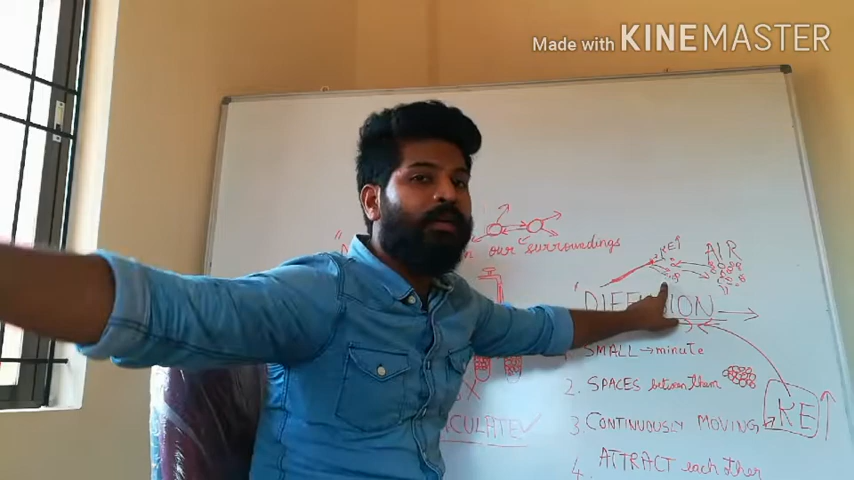 Made with KINEMASTER
in our surroundings
KE↑ AIR
"DIFFUSION
SMALL → minute
2. SPACES between them
3. CONTINUOUSLY MOVING
KE↑
4. ATTRACT each other